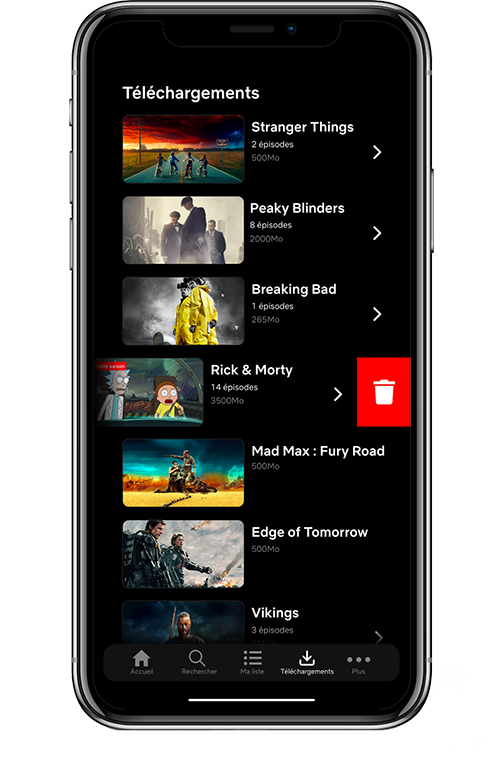 Téléchargements
Stranger Things
2 épisodes
500Mo
Peaky Blinders
8 épisodes
2000Mo
Breaking Bad
1 épisodes
265Mo
Rick & Morty
14 épisodes
3500Mo
Mad Max : Fury Road
500Mo
Edge of Tomorrow
500Mo
Vikings
3 épisodes
Accueil
Rechercher
Ma liste
Téléchargements
Plus